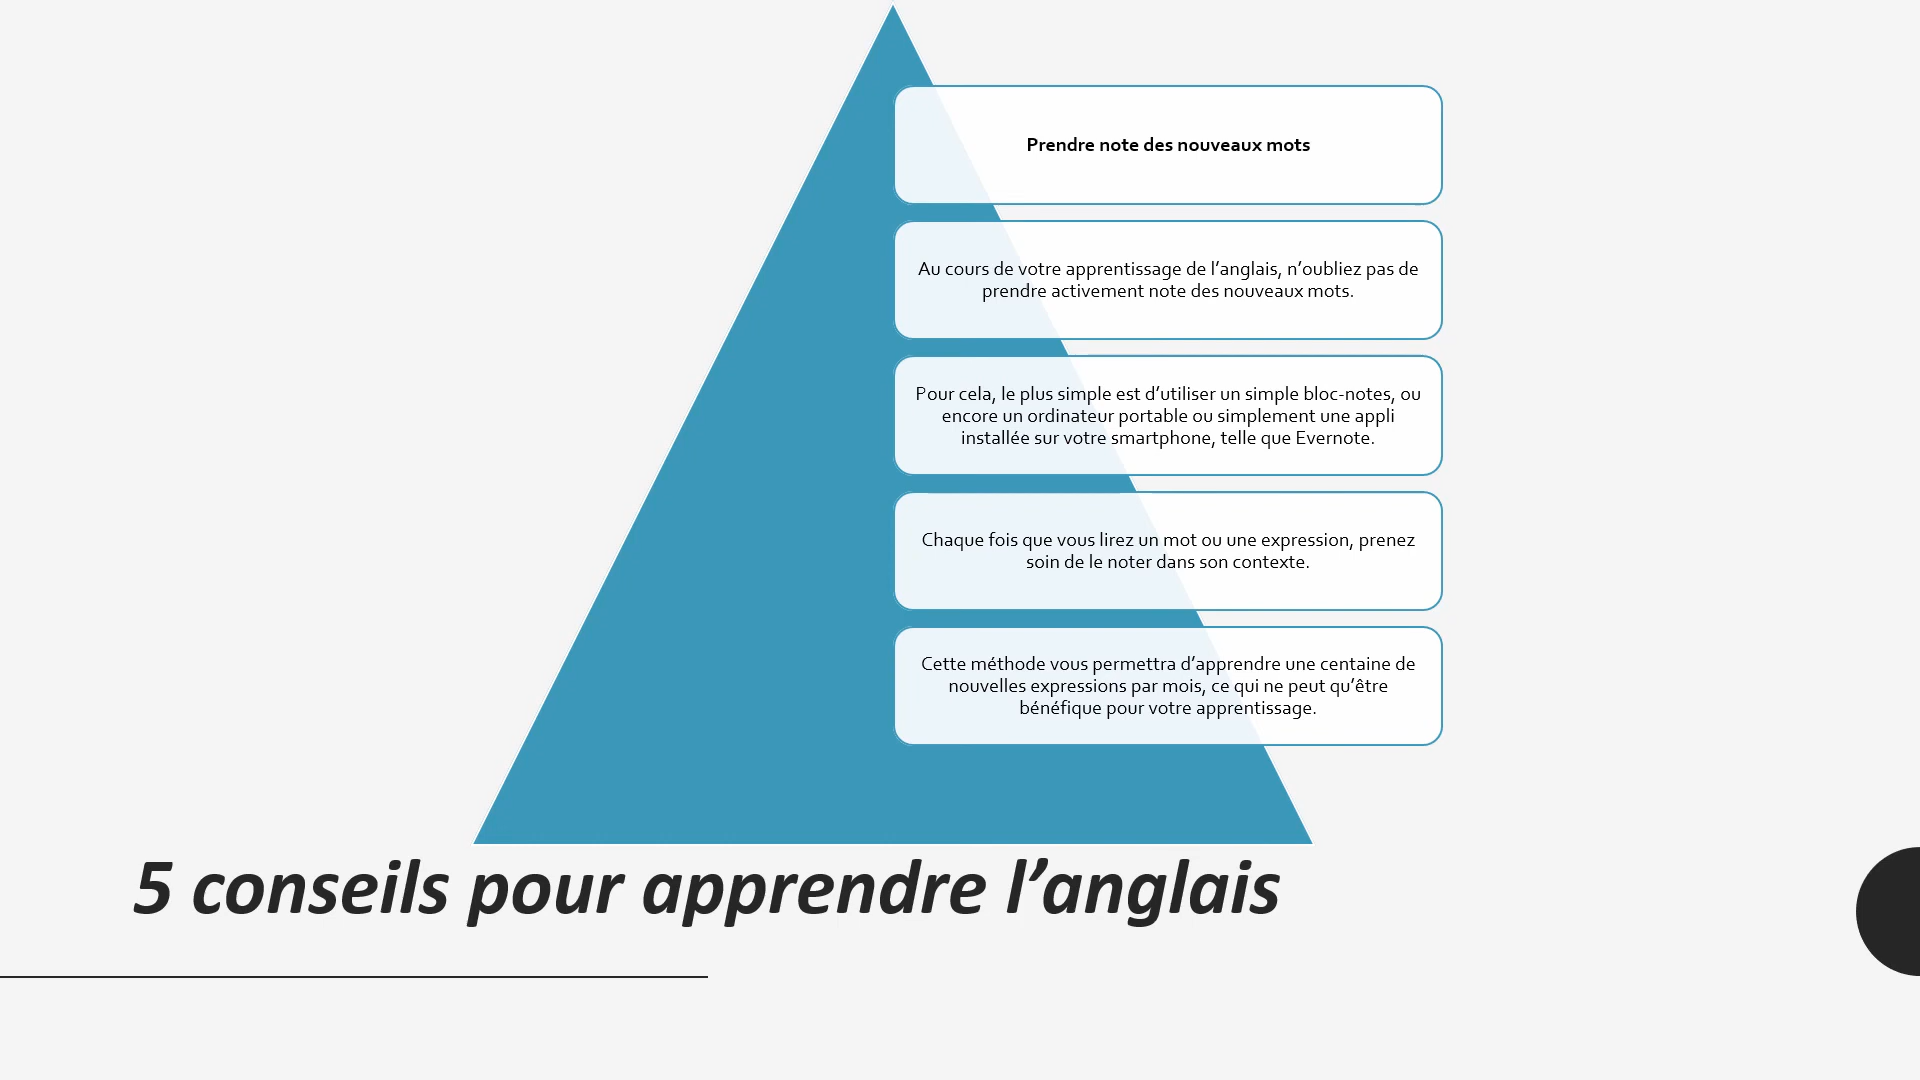 Prendre note des nouveaux mots
Au cours de votre apprentissage de l’anglais, n’oubliez pas de
prendre activement note des nouveaux mots.
Pour cela, le plus simple est d’utiliser un simple bloc-notes, ou
encore un ordinateur portable ou simplement une appli
installée sur votre smartphone, telle que Evernote.
Chaque fois que vous lirez un mot ou une expression, prenez
soin de le noter dans son contexte.
Cette méthode vous permettra d’apprendre une centaine de
nouvelles expressions par mois, ce qui ne peut qu’être
bénéfique pour votre apprentissage.
5 conseils pour apprendre l’anglais